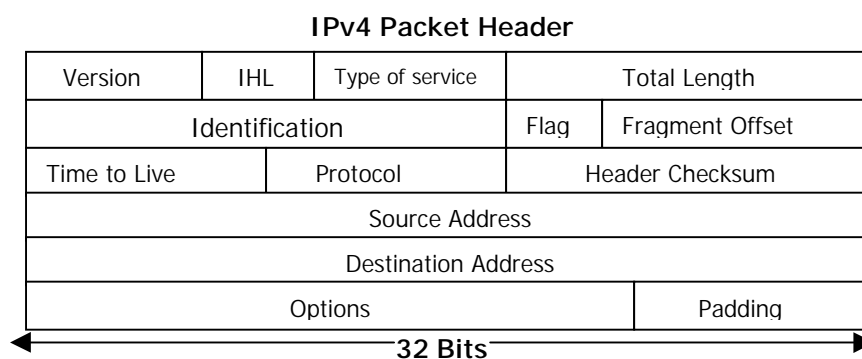 IPv4 Packet Header
Version IHL Type of service Total Length
Identification Flag Fragment Offset
Time to Live Protocol Header Checksum
Source Address
Destination Address
Options Padding
32 Bits